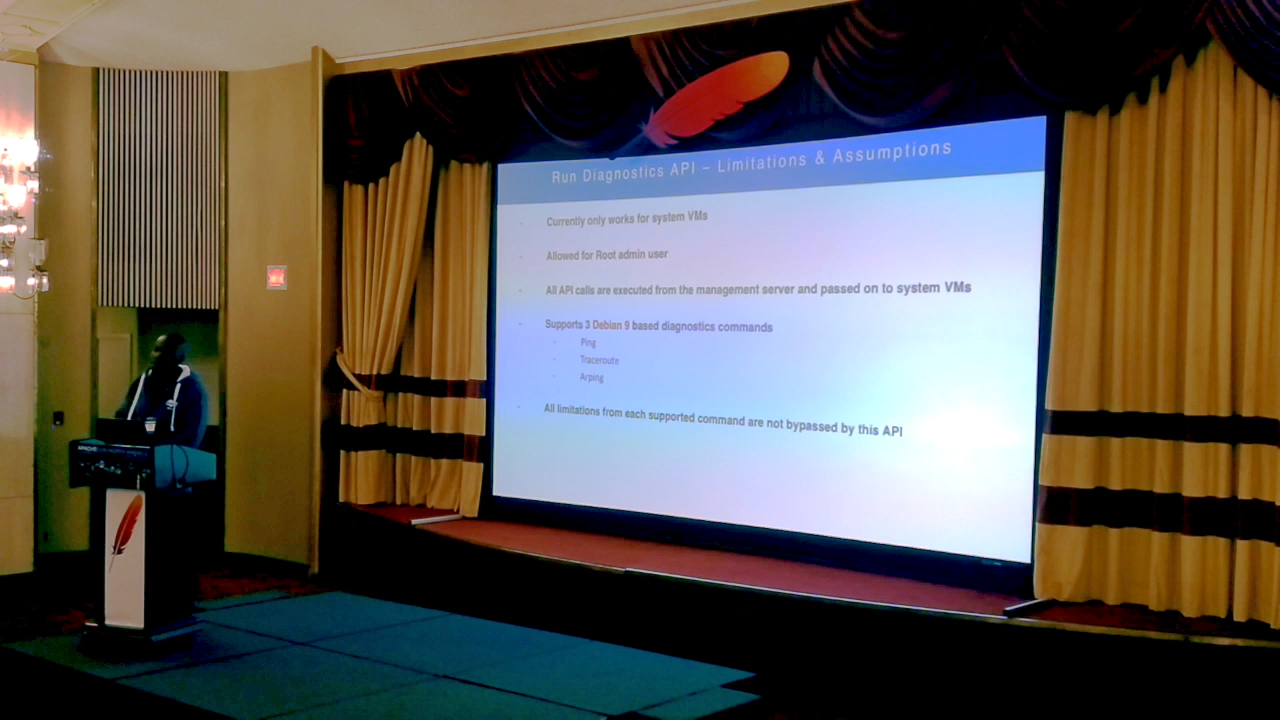 Run Diagnostics API – Limitations & Assumptions
- Currently only works for system VMs
- Allowed for Root admin user
- All API calls are executed from the management server and passed on to system VMs
- Supports 3 Debian 9 based diagnostics commands
- Ping
- Traceroute
- Arping
- All limitations from each supported command are not bypassed by this API
APACHE